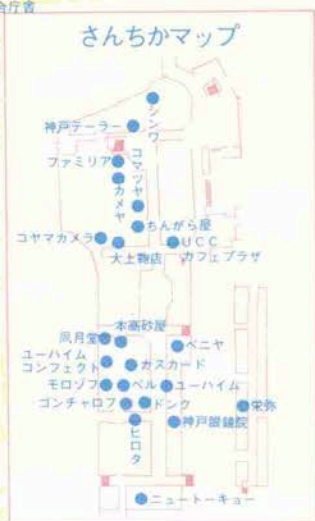 合庁舎
さんちかマップ
シンワ
神戸テーラー
ファミリア
コマツヤ
カメヤ
ちんがら屋
コヤマカメラ
UCC
カフェプラザ
大上鞄店
本高砂屋
風月堂
ベニヤ
ユーハイム
コンフェクト
カスカード
モロゾフ
ベル
ユーハイム
ゴンチャロフ
ドンク
栄弥
神戸眼鏡院
ヒロタ
ニュートーキョー